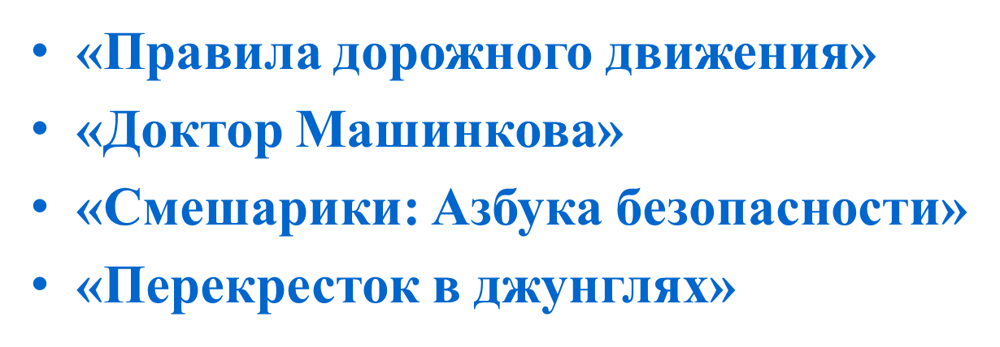 • «Правила дорожного движения»
• «Доктор Машинкова»
• «Смешарики: Азбука безопасности»
• «Перекресток в джунглях»